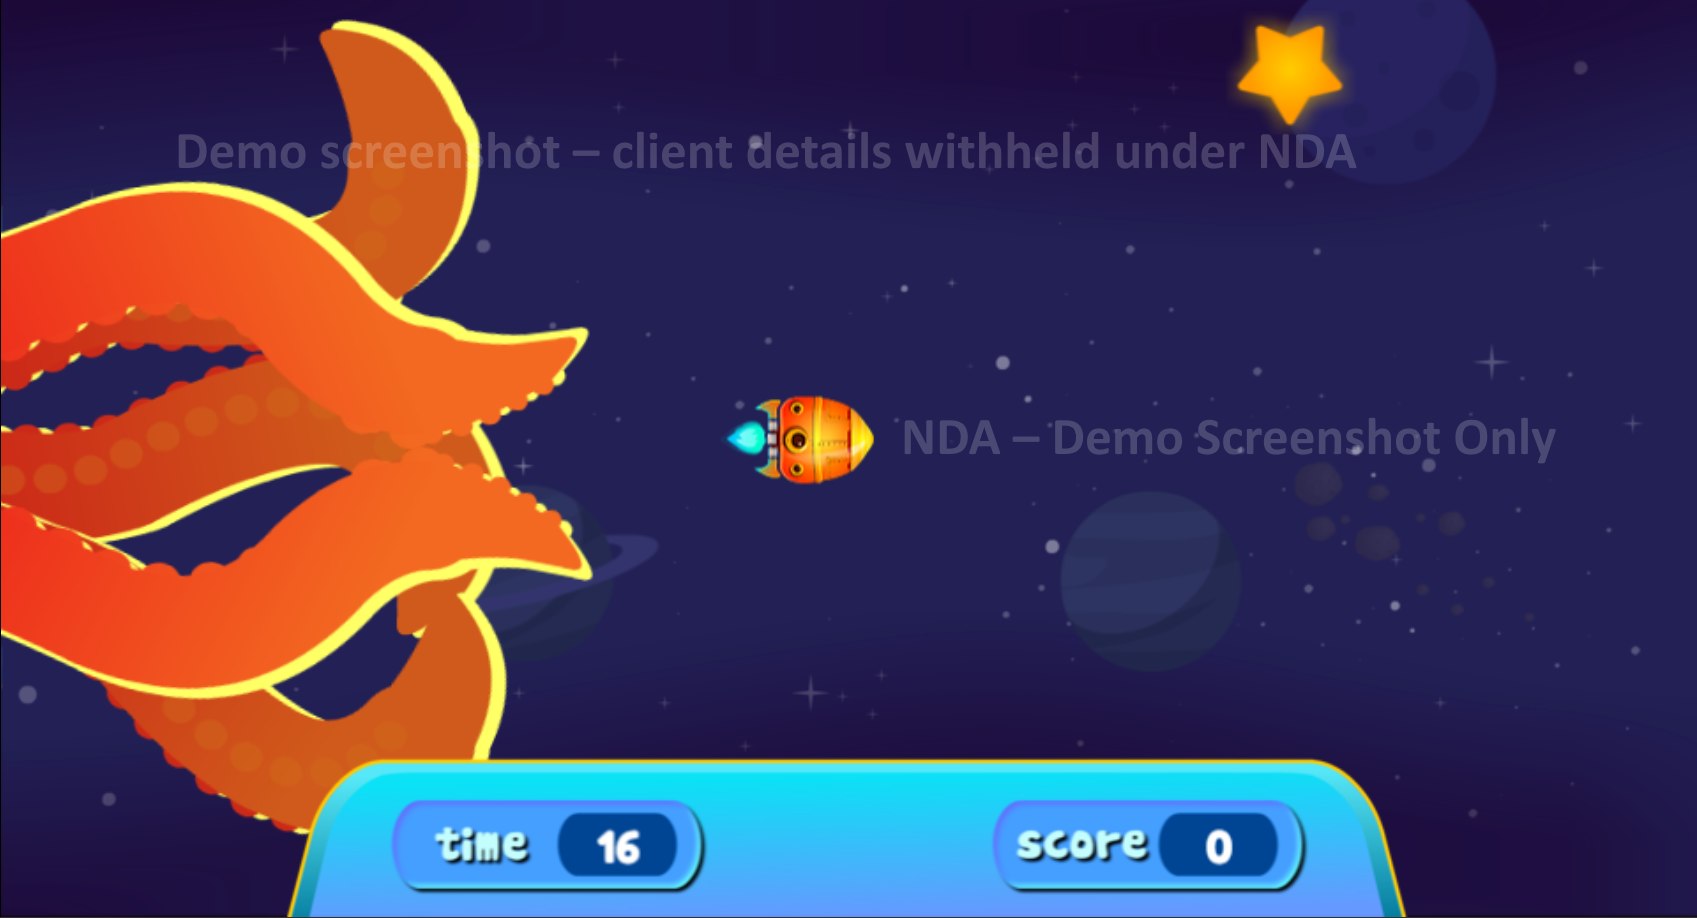 Demo screenshot – client details withheld under NDA
NDA – Demo Screenshot Only
time 16
score 0